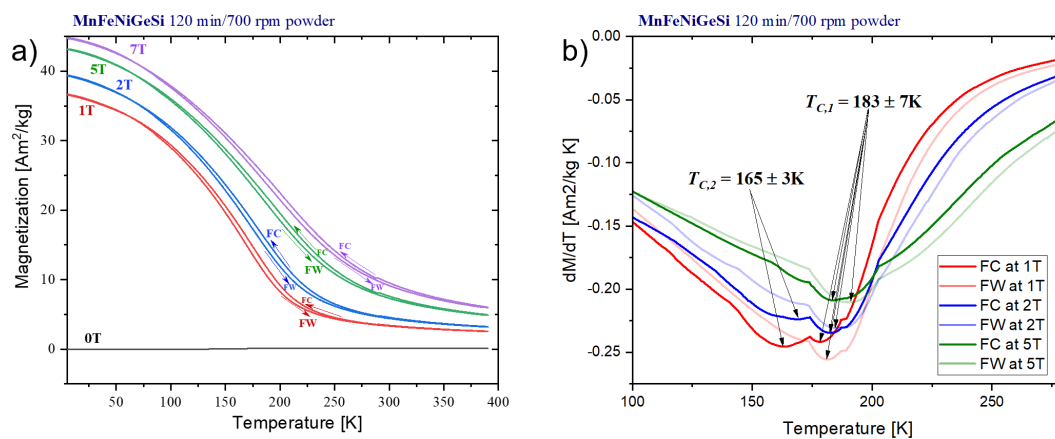 MnFeNiGeSi 120 min/700 rpm powder
a)
Magnetization [Am²/kg]
40
30
20
10
0
7T
5T
2T
1T
FC
FW
FC
FW
FC
FW
FC
FW
0T
50
100
150
200
250
300
350
400
Temperature [K]
MnFeNiGeSi 120 min/700 rpm powder
b)
dM/dT [Am2/kg K]
0.00
-0.05
-0.10
-0.15
-0.20
-0.25
T_C,1 = 183 ± 7K
T_C,2 = 165 ± 3K
FC at 1T
FW at 1T
FC at 2T
FW at 2T
FC at 5T
FW at 5T
100
150
200
250
Temperature [K]